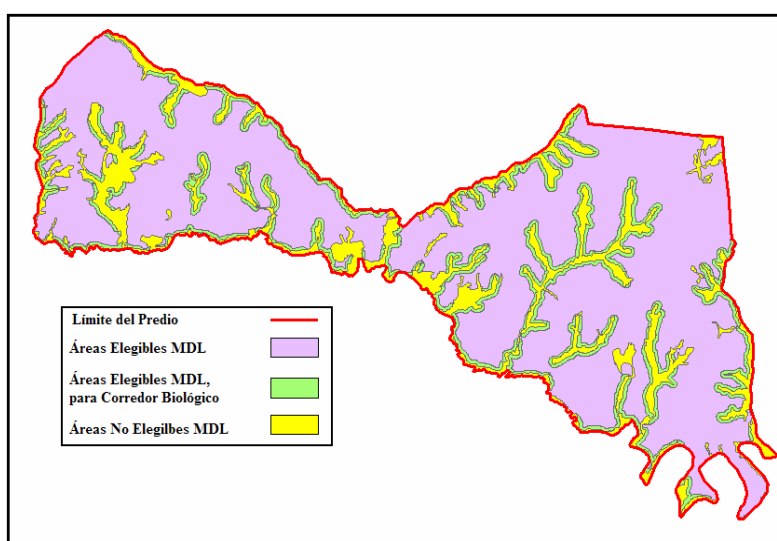 Límite del Predio
Áreas Elegibles MDL
Áreas Elegibles MDL,
para Corredor Biológico
Áreas No Elegilbes MDL